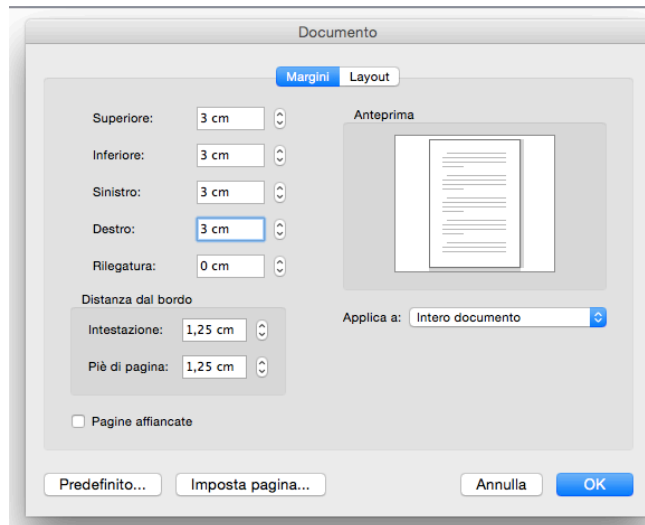 Documento
Margini Layout
Superiore: 3 cm
Inferiore: 3 cm
Sinistro: 3 cm
Destro: 3 cm
Rilegatura: 0 cm
Distanza dal bordo
Intestazione: 1,25 cm
Piè di pagina: 1,25 cm
Pagine affiancate
Anteprima
Applica a: Intero documento
Predefinito... Imposta pagina... Annulla OK